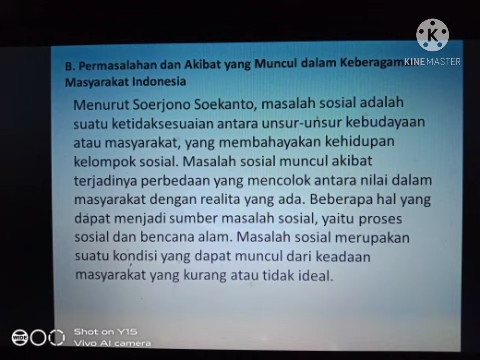 K
KINEMASTER
B. Permasalahan dan Akibat yang Muncul dalam Keberagam
Masyarakat Indonesia
Menurut Soerjono Soekanto, masalah sosial adalah
suatu ketidaksesuaian antara unsur-unsur kebudayaan
atau masyarakat, yang membahayakan kehidupan
kelompok sosial. Masalah sosial muncul akibat
terjadinya perbedaan yang mencolok antara nilai dalam
masyarakat dengan realita yang ada. Beberapa hal yang
dapat menjadi sumber masalah sosial, yaitu proses
sosial dan bencana alam. Masalah sosial merupakan
suatu kondisi yang dapat muncul dari keadaan
masyarakat yang kurang atau tidak ideal.
WIDE
Shot on Y15
Vivo AI camera